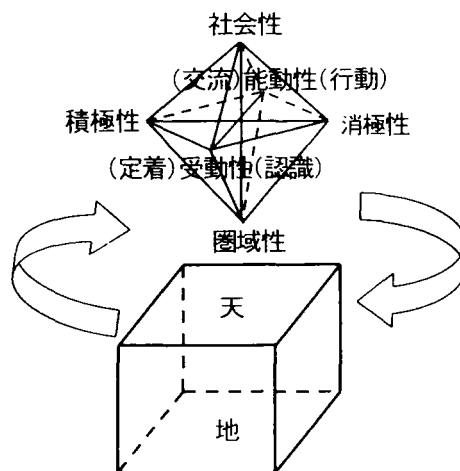 社会性
(交流)能動性(行動)
積極性
消極性
(定着)受動性(認識)
圏域性
天
地